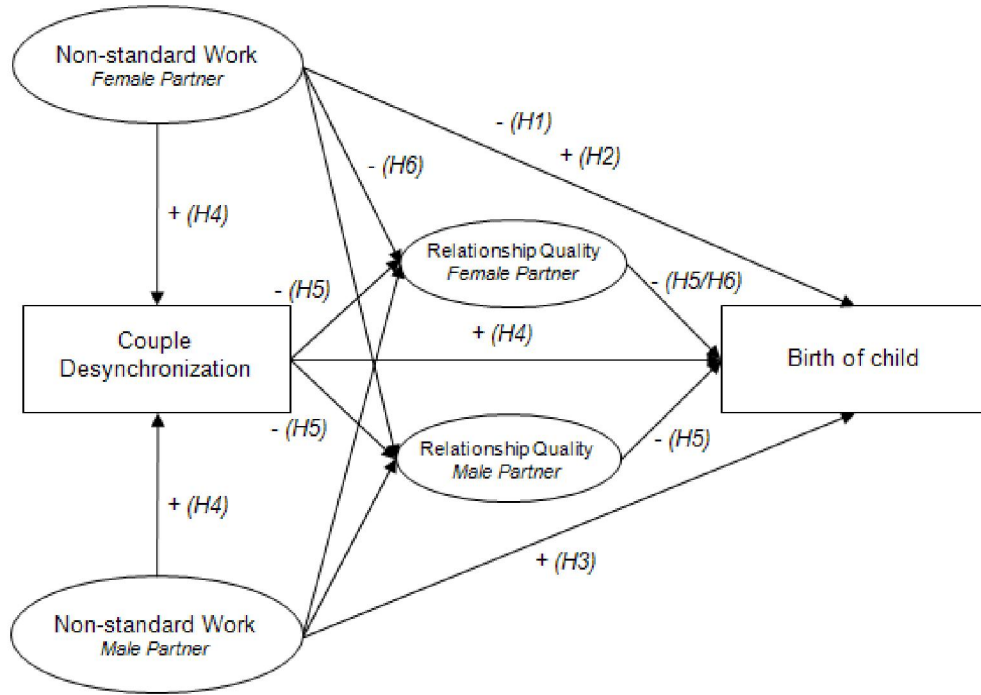 Non-standard Work
Female Partner
- (H1)
+ (H2)
- (H6)
+ (H4)
Relationship Quality
Female Partner
- (H5)
- (H5/H6)
+ (H4)
Couple
Desynchronization
Birth of child
- (H5)
Relationship Quality
Male Partner
- (H5)
+ (H4)
+ (H3)
Non-standard Work
Male Partner